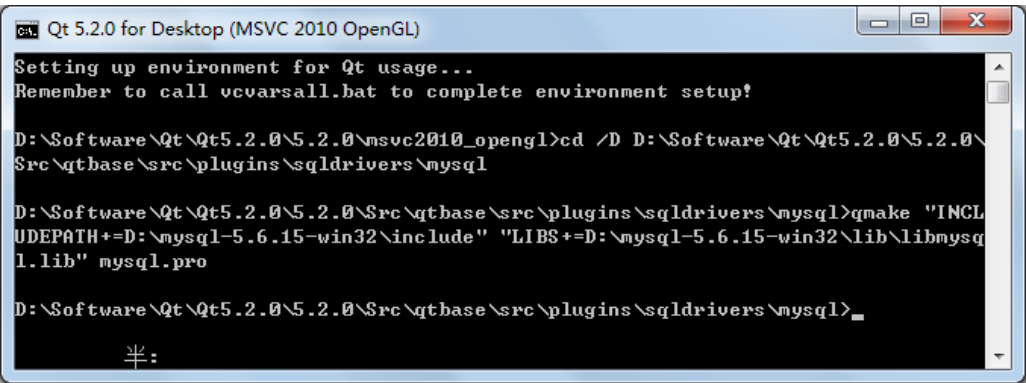 Qt 5.2.0 for Desktop (MSVC 2010 OpenGL)
Setting up environment for Qt usage...
Remember to call vcvarsall.bat to complete environment setup!
D:\Software\Qt\Qt5.2.0\5.2.0\msvc2010_opengl>cd /D D:\Software\Qt\Qt5.2.0\5.2.0\
Src\qtbase\src\plugins\sqldrivers\mysql
D:\Software\Qt\Qt5.2.0\5.2.0\Src\qtbase\src\plugins\sqldrivers\mysql>qmake "INCL
UDEPATH+=D:\mysql-5.6.15-win32\include" "LIBS+=D:\mysql-5.6.15-win32\lib\libmysq
l.lib" mysql.pro
D:\Software\Qt\Qt5.2.0\5.2.0\Src\qtbase\src\plugins\sqldrivers\mysql>_
半: